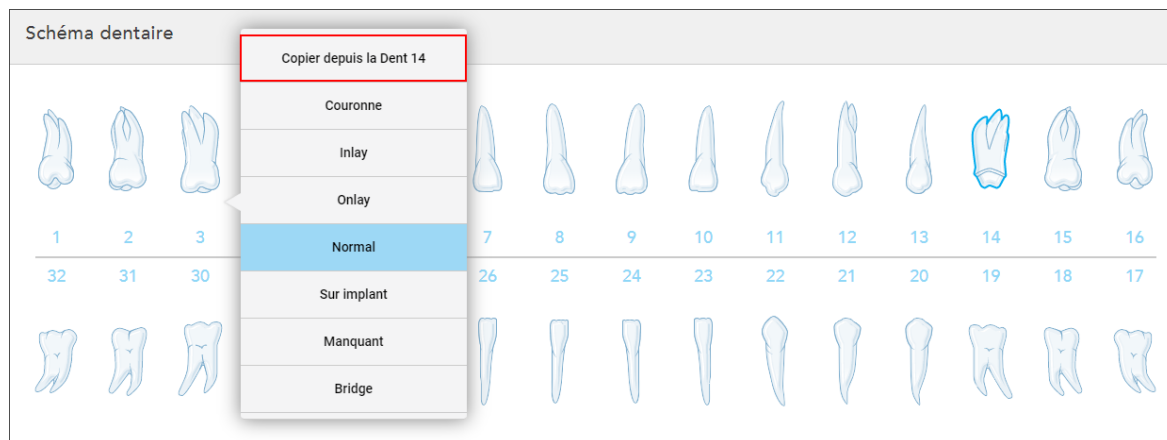 Schéma dentaire
Copier depuis la Dent 14
Couronne
Inlay
Onlay
Normal
Sur implant
Manquant
Bridge
1 2 3 7 8 9 10 11 12 13 14 15 16
32 31 30 26 25 24 23 22 21 20 19 18 17